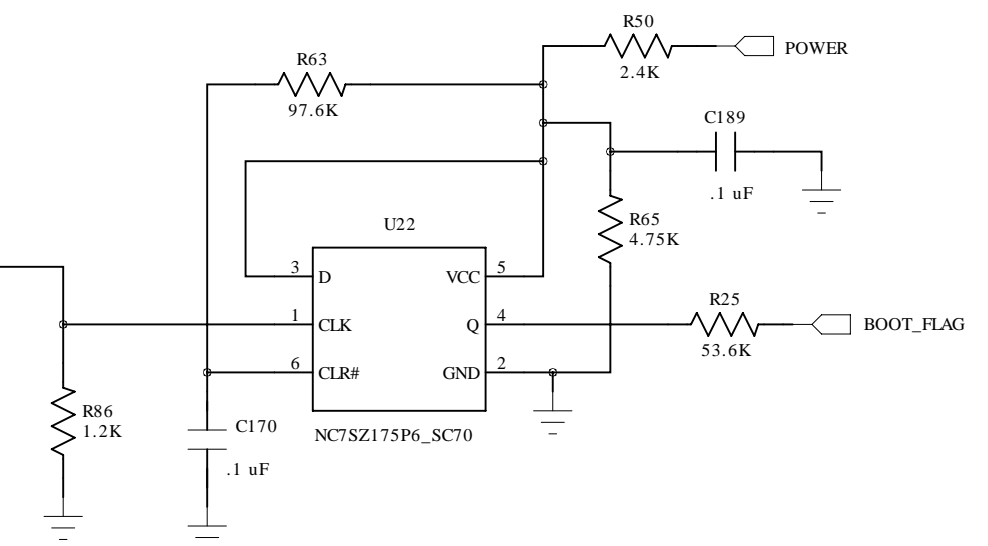 R50
POWER
2.4K
R63
97.6K
C189
.1 uF
U22
R65
4.75K
3 D VCC 5
R25
1 CLK Q 4
BOOT_FLAG
53.6K
6 CLR# GND 2
R86
1.2K
C170
NC7SZ175P6_SC70
.1 uF